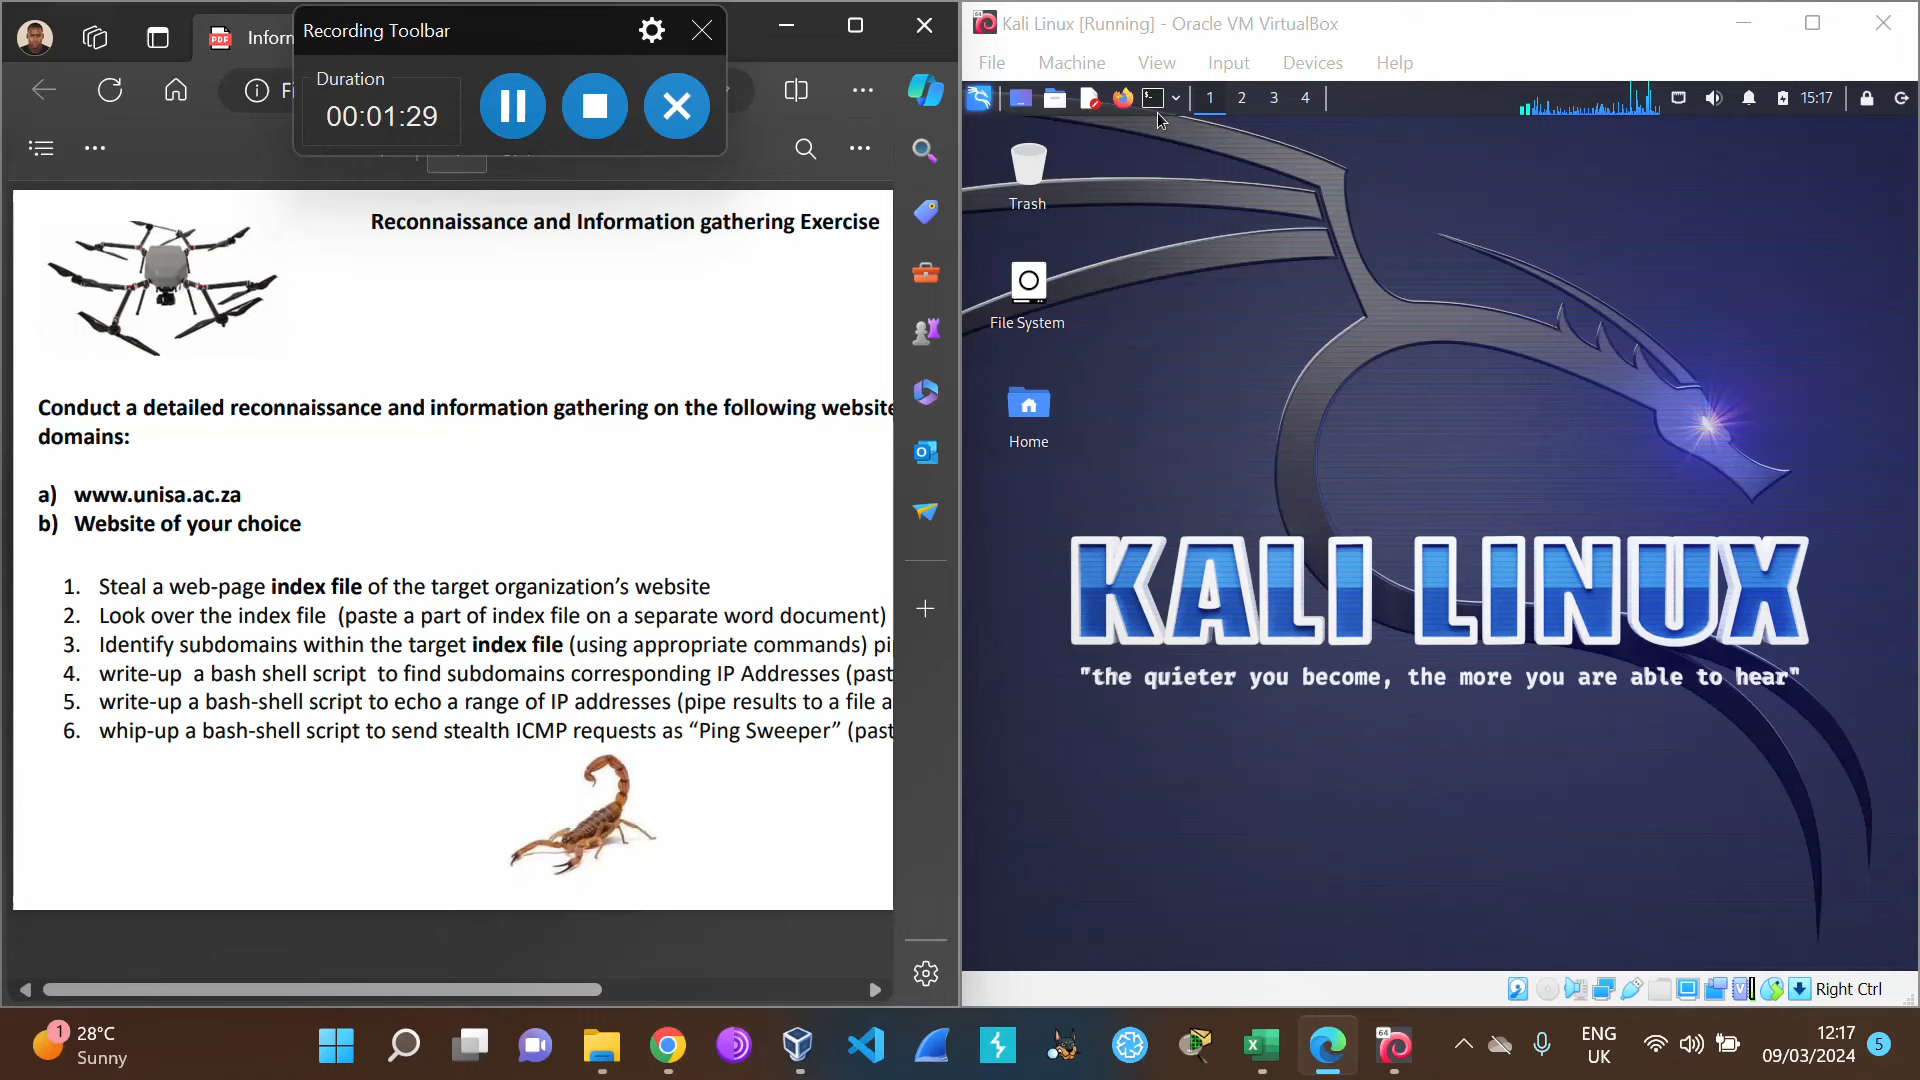 Inform
Recording Toolbar
Duration
00:01:29
Reconnaissance and Information gathering Exercise
Conduct a detailed reconnaissance and information gathering on the following website
domains:
a) www.unisa.ac.za
b) Website of your choice
1. Steal a web-page index file of the target organization's website
2. Look over the index file (paste a part of index file on a separate word document)
3. Identify subdomains within the target index file (using appropriate commands) pi
4. write-up a bash shell script to find subdomains corresponding IP Addresses (past
5. write-up a bash-shell script to echo a range of IP addresses (pipe results to a file a
6. whip-up a bash-shell script to send stealth ICMP requests as “Ping Sweeper” (past
Kali Linux [Running] - Oracle VM VirtualBox
File Machine View Input Devices Help
1 2 3 4
15:17
Trash
File System
Home
KALI LINUX
"the quieter you become, the more you are able to hear"
Right Ctrl
1
28°C
Sunny
64
ENG
UK
12:17
09/03/2024
5